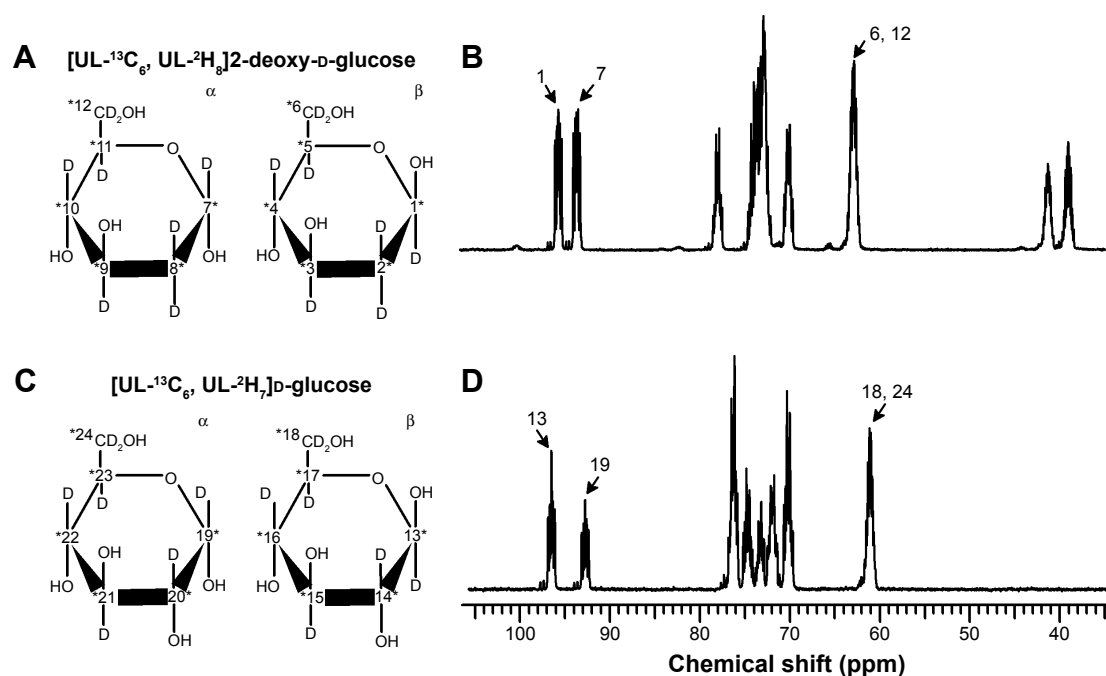 A
[UL-¹³C₆, UL-²H₈]2-deoxy-D-glucose
α
β
*12 CD₂OH
*6 CD₂OH
*11
O
D
D
D
*10
7*
OH
HO
D
OH
*9
8*
D
D
*5
O
OH
D
D
*4
1*
OH
D
HO
D
*3
2*
D
D
B
1
7
6, 12
C
[UL-¹³C₆, UL-²H₇]D-glucose
α
β
*24 CD₂OH
*18 CD₂OH
*23
O
D
D
D
*22
19*
OH
D
HO
OH
*21
20*
D
OH
*17
O
OH
D
D
*16
13*
OH
D
HO
D
*15
14*
D
OH
D
13
19
18, 24
100
90
80
70
60
50
40
Chemical shift (ppm)